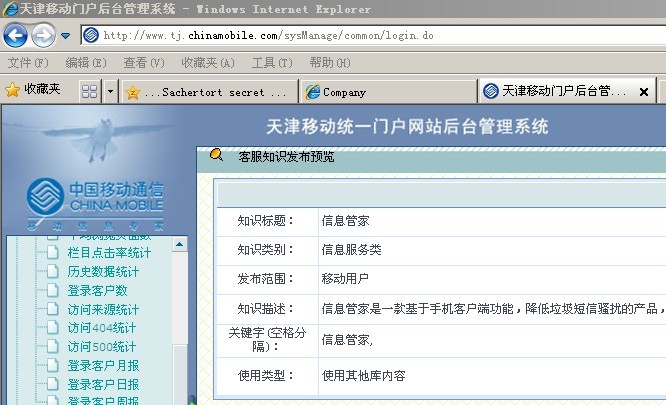 天津移动门户后台管理系统 - Windows Internet Explorer
http://www.tj.chinamobile.com/sysManage/common/login.do
文件(F) 编辑(E) 查看(V) 收藏夹(A) 工具(T) 帮助(H)
收藏夹 ...Sachertort secret ... Company 天津移动门户后台管...
天津移动统一门户网站后台管理系统
客服知识发布预览
中国移动通信
CHINA MOBILE
移动信息专家
栏目点击率统计
历史数据统计
登录客户数
访问来源统计
访问404统计
访问500统计
登录客户月报
登录客户日报
登录客户周报
知识标题： 信息管家
知识类别： 信息服务类
发布范围： 移动用户
知识描述： 信息管家是一款基于手机客户端功能，降低垃圾短信骚扰的产品，
关键字(空格分隔)： 信息管家,
使用类型： 使用其他库内容